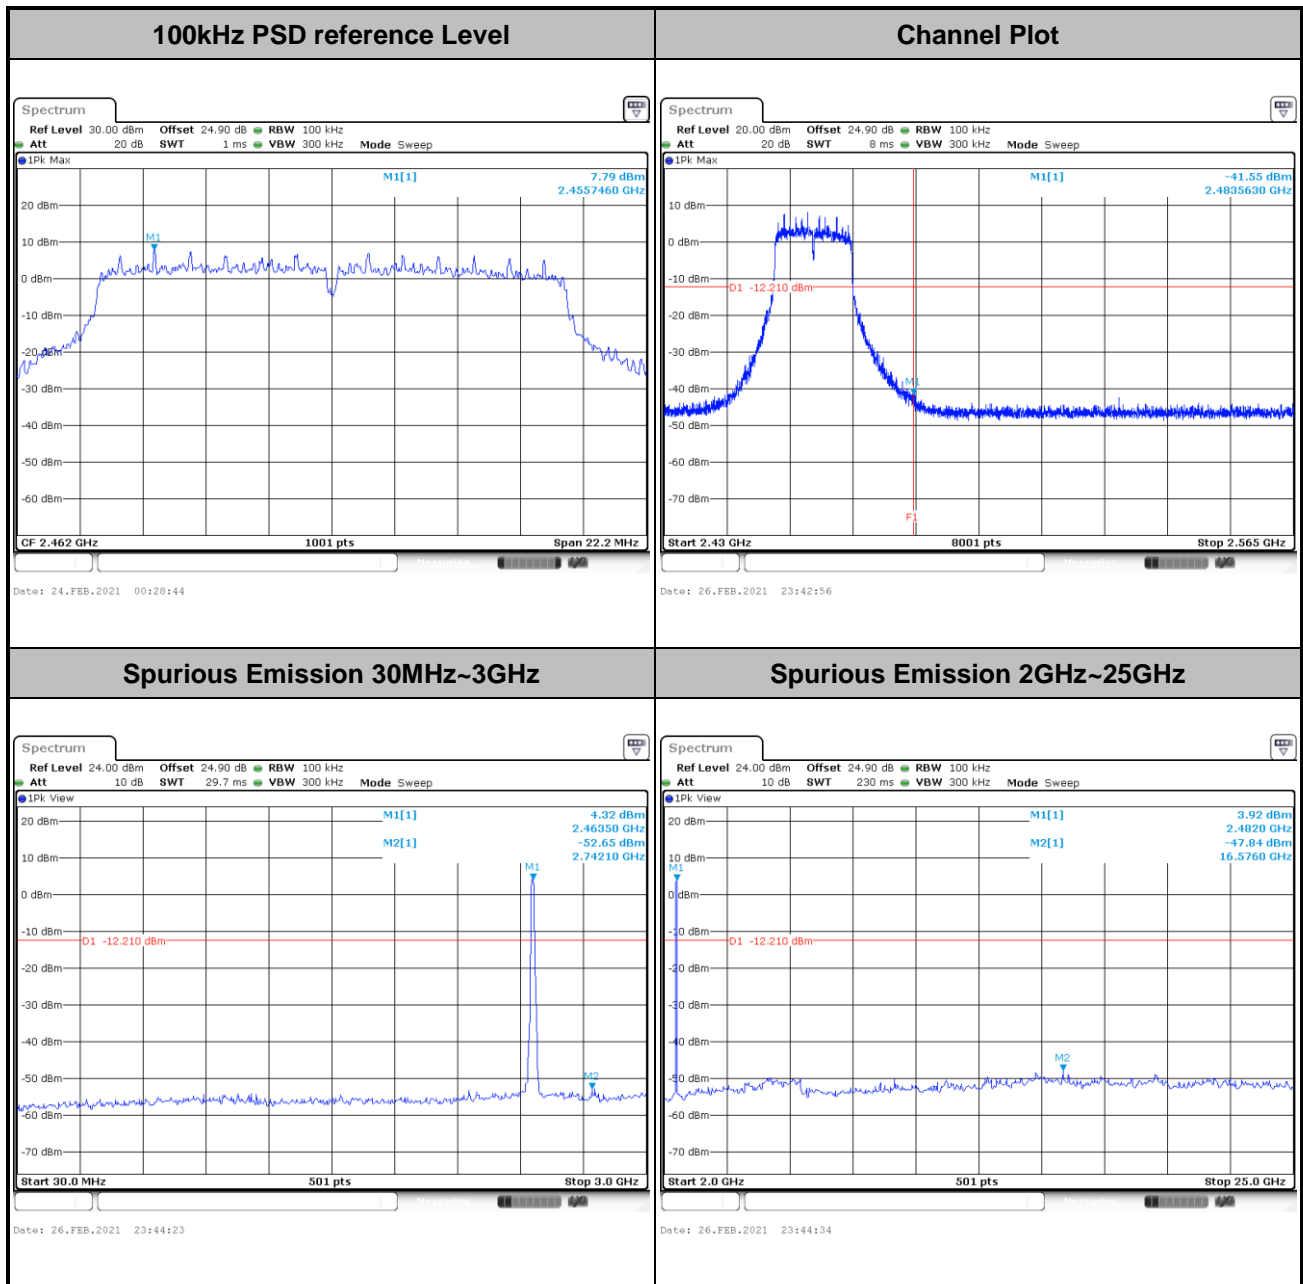 100kHz PSD reference Level
Spectrum
Ref Level 30.00 dBm Offset 24.90 dB RBW 100 kHz
Att 20 dB SWT 1 ms VBW 300 kHz Mode Sweep
1Pk Max
M1[1] 7.79 dBm
2.4557460 GHz
20 dBm
M1
10 dBm
0 dBm
-10 dBm
-20 dBm
-30 dBm
-40 dBm
-50 dBm
-60 dBm
CF 2.462 GHz 1001 pts Span 22.2 MHz
Date: 24.FEB.2021 00:28:44
Channel Plot
Spectrum
Ref Level 20.00 dBm Offset 24.90 dB RBW 100 kHz
Att 20 dB SWT 8 ms VBW 300 kHz Mode Sweep
1Pk Max
M1[1] -41.55 dBm
2.4835630 GHz
10 dBm
0 dBm
-10 dBm
D1 -12.210 dBm
-20 dBm
-30 dBm
-40 dBm
M1
-50 dBm
-60 dBm
-70 dBm
F1
Start 2.43 GHz 8001 pts Stop 2.565 GHz
Date: 26.FEB.2021 23:42:56
Spurious Emission 30MHz~3GHz
Spectrum
Ref Level 24.00 dBm Offset 24.90 dB RBW 100 kHz
Att 10 dB SWT 29.7 ms VBW 300 kHz Mode Sweep
1Pk View
M1[1] 4.32 dBm
2.46350 GHz
M2[1] -52.65 dBm
2.74210 GHz
20 dBm
10 dBm
M1
0 dBm
-10 dBm
D1 -12.210 dBm
-20 dBm
-30 dBm
-40 dBm
-50 dBm
M2
-60 dBm
-70 dBm
Start 30.0 MHz 501 pts Stop 3.0 GHz
Date: 26.FEB.2021 23:44:23
Spurious Emission 2GHz~25GHz
Spectrum
Ref Level 24.00 dBm Offset 24.90 dB RBW 100 kHz
Att 10 dB SWT 230 ms VBW 300 kHz Mode Sweep
1Pk View
M1[1] 3.92 dBm
2.4820 GHz
M2[1] -47.84 dBm
16.5760 GHz
20 dBm
10 dBm
M1
0 dBm
-10 dBm
D1 -12.210 dBm
-20 dBm
-30 dBm
-40 dBm
M2
-50 dBm
-60 dBm
-70 dBm
Start 2.0 GHz 501 pts Stop 25.0 GHz
Date: 26.FEB.2021 23:44:34